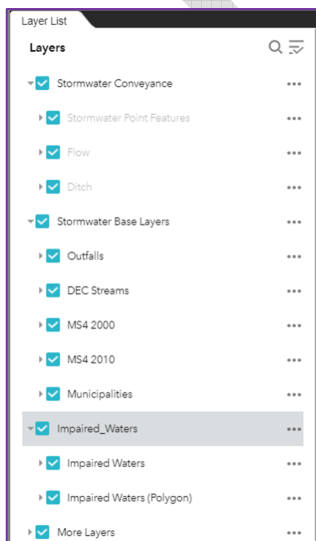 Layer List
Layers
Stormwater Conveyance
Stormwater Point Features
Flow
Ditch
Stormwater Base Layers
Outfalls
DEC Streams
MS4 2000
MS4 2010
Municipalities
Impaired_Waters
Impaired Waters
Impaired Waters (Polygon)
More Layers